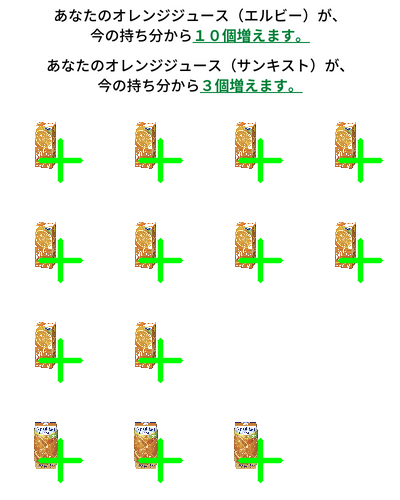 あなたのオレンジジュース（エルビー）が、
今の持ち分から１０個増えます。
あなたのオレンジジュース（サンキスト）が、
今の持ち分から３個増えます。